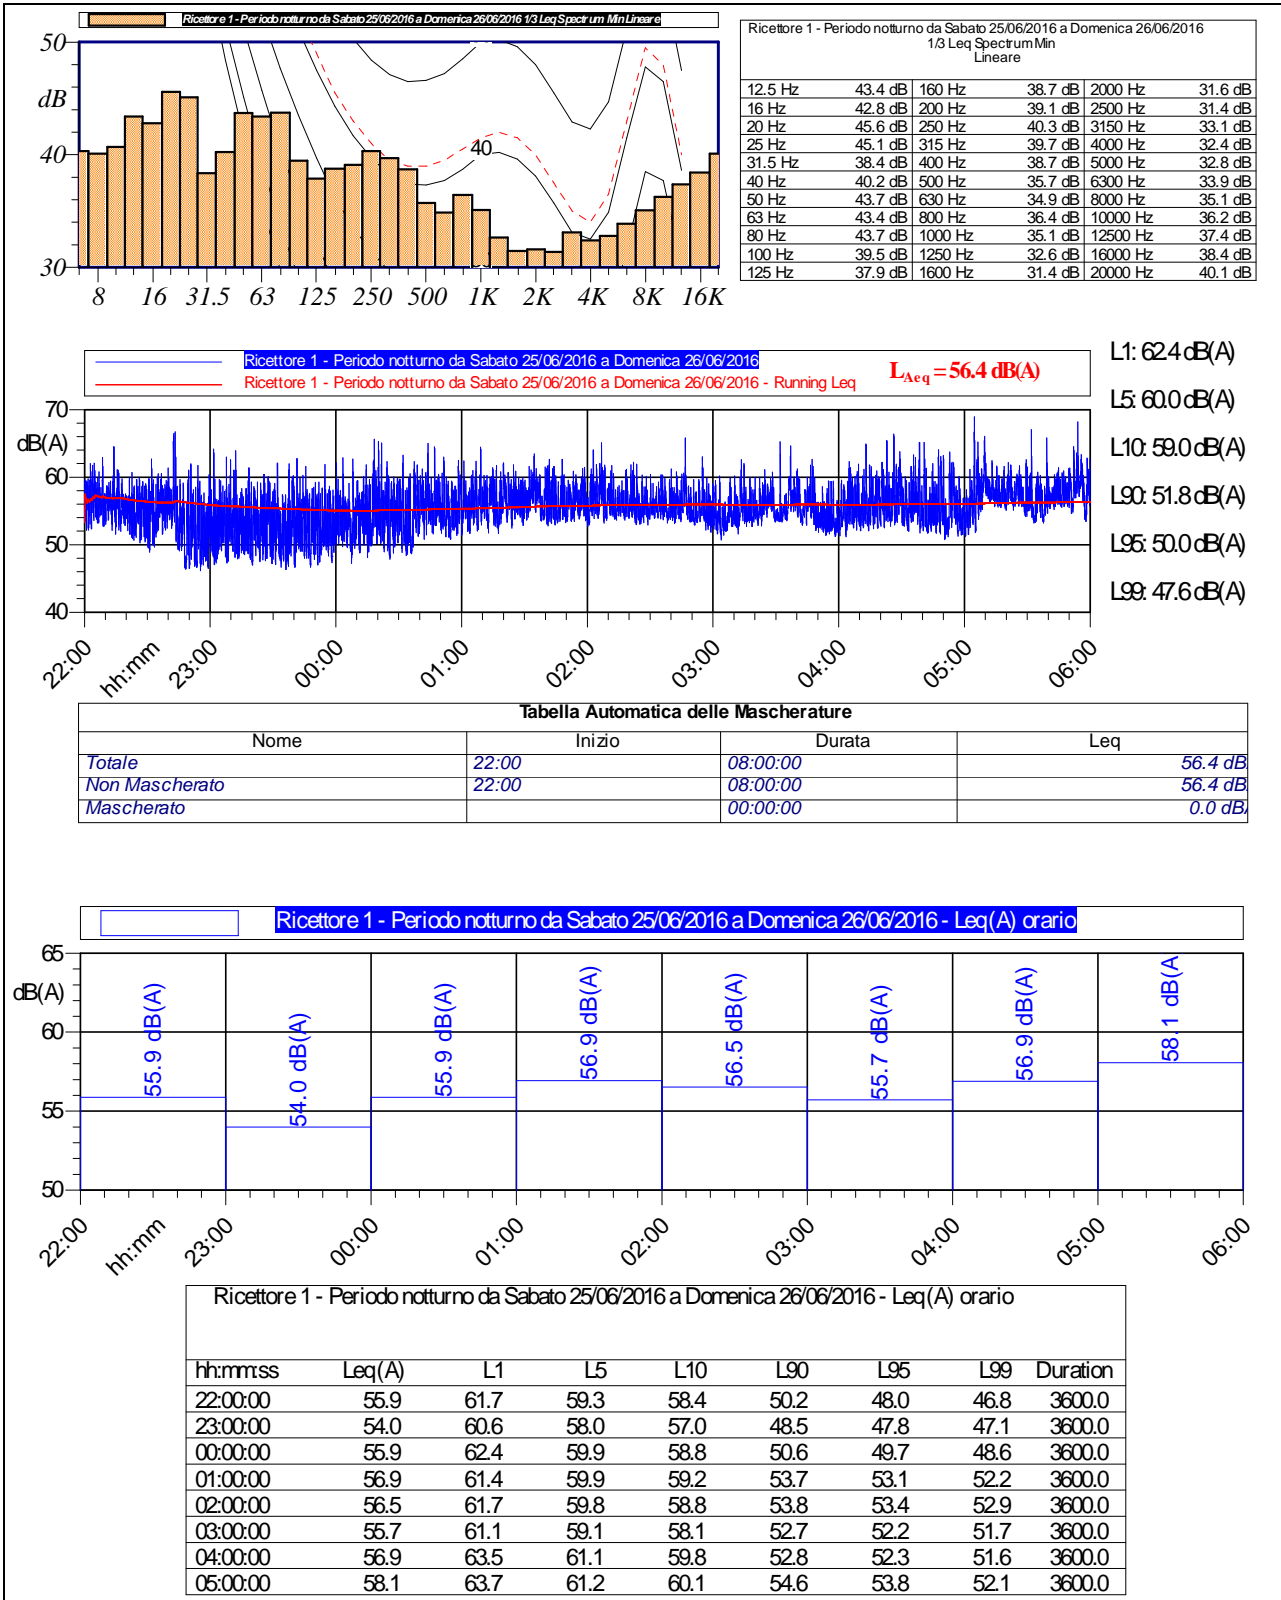 Ricettore 1 - Periodo notturno da Sabato 25/06/2016 a Domenica 26/06/2016 1/3 Leq Spectrum Min Lineare
50
dB
40
30
40
8 16 31.5 63 125 250 500 1K 2K 4K 8K 16K
Ricettore 1 - Periodo notturno da Sabato 25/06/2016 a Domenica 26/06/2016
1/3 Leq Spectrum Min
Lineare
12.5 Hz 43.4 dB 160 Hz 38.7 dB 2000 Hz 31.6 dB
16 Hz 42.8 dB 200 Hz 39.1 dB 2500 Hz 31.4 dB
20 Hz 45.6 dB 250 Hz 40.3 dB 3150 Hz 33.1 dB
25 Hz 45.1 dB 315 Hz 39.7 dB 4000 Hz 32.4 dB
31.5 Hz 38.4 dB 400 Hz 38.7 dB 5000 Hz 32.8 dB
40 Hz 40.2 dB 500 Hz 35.7 dB 6300 Hz 33.9 dB
50 Hz 43.7 dB 630 Hz 34.9 dB 8000 Hz 35.1 dB
63 Hz 43.4 dB 800 Hz 36.4 dB 10000 Hz 36.2 dB
80 Hz 43.7 dB 1000 Hz 35.1 dB 12500 Hz 37.4 dB
100 Hz 39.5 dB 1250 Hz 32.6 dB 16000 Hz 38.4 dB
125 Hz 37.9 dB 1600 Hz 31.4 dB 20000 Hz 40.1 dB
Ricettore 1 - Periodo notturno da Sabato 25/06/2016 a Domenica 26/06/2016
Ricettore 1 - Periodo notturno da Sabato 25/06/2016 a Domenica 26/06/2016 - Running Leq
LAeq = 56.4 dB(A)
L1: 62.4 dB(A)
L5: 60.0 dB(A)
L10: 59.0 dB(A)
L90: 51.8 dB(A)
L95: 50.0 dB(A)
L99: 47.6 dB(A)
70
dB(A)
60
50
40
22:00 hh:mm 23:00 00:00 01:00 02:00 03:00 04:00 05:00 06:00
Tabella Automatica delle Mascherature
Nome Inizio Durata Leq
Totale 22:00 08:00:00 56.4 dB
Non Mascherato 22:00 08:00:00 56.4 dB
Mascherato 00:00:00 0.0 dB
Ricettore 1 - Periodo notturno da Sabato 25/06/2016 a Domenica 26/06/2016 - Leq(A) orario
65
dB(A)
60
55
50
55.9 dB(A) 54.0 dB(A) 55.9 dB(A) 56.9 dB(A) 56.5 dB(A) 55.7 dB(A) 56.9 dB(A) 58.1 dB(A
22:00 hh:mm 23:00 00:00 01:00 02:00 03:00 04:00 05:00 06:00
Ricettore 1 - Periodo notturno da Sabato 25/06/2016 a Domenica 26/06/2016 - Leq(A) orario
hh:mm:ss Leq(A) L1 L5 L10 L90 L95 L99 Duration
22:00:00 55.9 61.7 59.3 58.4 50.2 48.0 46.8 3600.0
23:00:00 54.0 60.6 58.0 57.0 48.5 47.8 47.1 3600.0
00:00:00 55.9 62.4 59.9 58.8 50.6 49.7 48.6 3600.0
01:00:00 56.9 61.4 59.9 59.2 53.7 53.1 52.2 3600.0
02:00:00 56.5 61.7 59.8 58.8 53.8 53.4 52.9 3600.0
03:00:00 55.7 61.1 59.1 58.1 52.7 52.2 51.7 3600.0
04:00:00 56.9 63.5 61.1 59.8 52.8 52.3 51.6 3600.0
05:00:00 58.1 63.7 61.2 60.1 54.6 53.8 52.1 3600.0